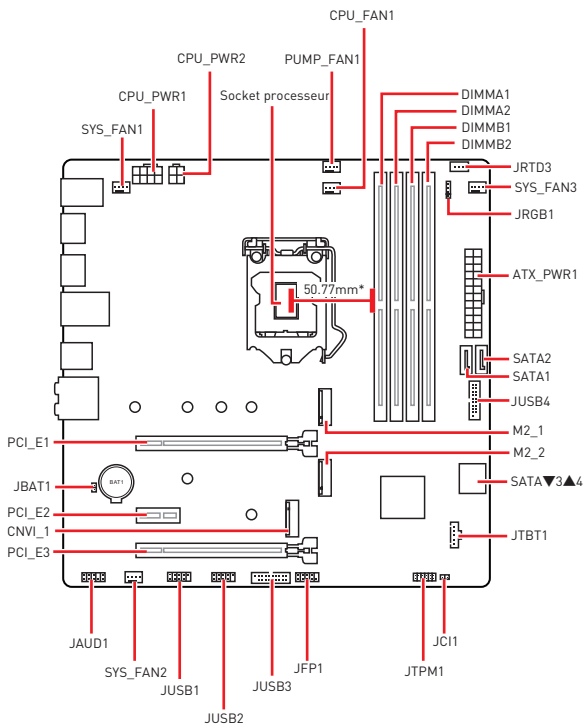 CPU_FAN1
CPU_PWR2
PUMP_FAN1
CPU_PWR1
Socket processeur
DIMMA1
DIMMA2
SYS_FAN1
DIMMB1
DIMMB2
JRTD3
SYS_FAN3
JRGB1
ATX_PWR1
50.77mm*
SATA2
SATA1
JUSB4
M2_1
PCI_E1
M2_2
BAT1
JBAT1
SATA▼3▲4
PCI_E2
CNVI_1
JTBT1
PCI_E3
JAUD1
JCI1
SYS_FAN2
JFP1
JTPM1
JUSB1
JUSB3
JUSB2